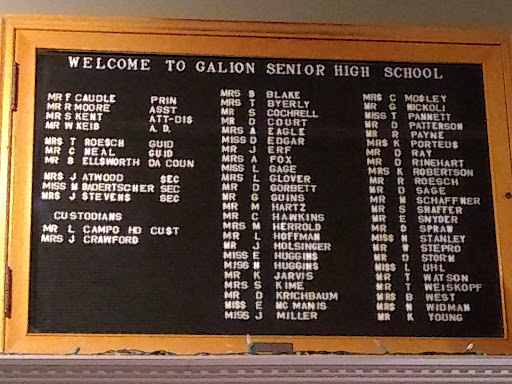 WELCOME TO GALION SENIOR HIGH SCHOOL
MR F CAUDLE PRIN
MR R MOORE ASST
MR S KENT ATT-DIS
MR W KEIS A. D.
MRS T ROESCH GUID
MR C NEAL GUID
MR B ELLSWORTH DA COUN
MRS J ATWOOD SEC
MISS M BADERTSCHER SEC
MRS J STEVENS SEC
CUSTODIANS
MR L CAMPO HD CUST
MRS J CRAWFORD
MRS B BLAKE
MRS T BYERLY
MR S COCHRELL
MR D COURT
MRS A EAGLE
MISS D EDGAR
MR J ERF
MRS A FOX
MISS L GAGE
MRS L GLOVER
MR D GORBETT
MR G GUINS
MR M HARTZ
MR C HAWKINS
MRS M HERROLD
MR L HOFFMAN
MR J HOLSINGER
MISS E HUGGINS
MISS M HUGGINS
MR K JARVIS
MRS S KIME
MR D KRICHBAUM
MISS E MC MANIS
MISS J MILLER
MRS C MOSLEY
MR G NICKOLI
MISS T PANNETT
MR D PATTERSON
MR R PAYNE
MRS K PORTEUS
MR D RAY
MR D RINEHART
MRS K ROBERTSON
MR R ROESCH
MR D SAGE
MR M SCHAFFNER
MR S SHAFFER
MR E SNYDER
MR D SPRAW
MISS N STANLEY
MR W STEPRO
MR D STORM
MISS L UHL
MR T WATSON
MR T WEISKOPF
MRS B WEST
MRS N WIDMAN
MR K YOUNG